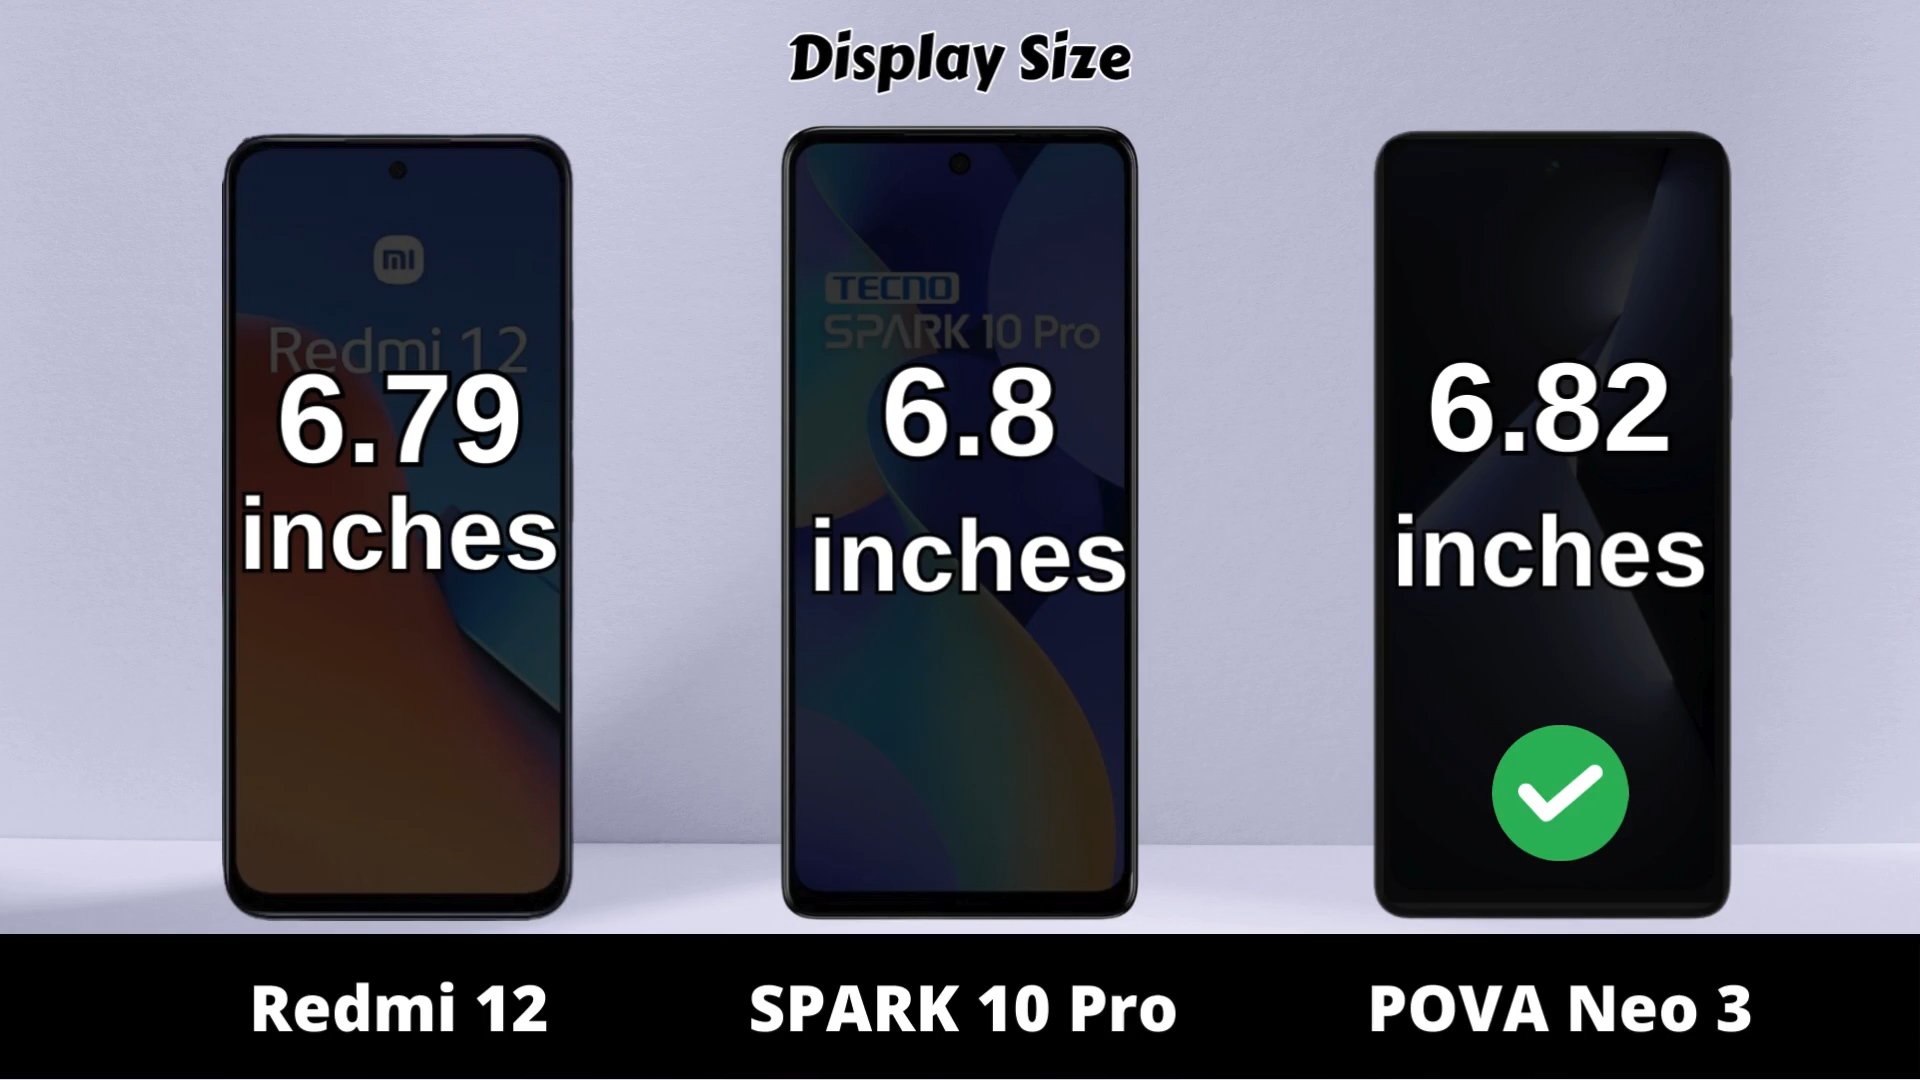 Display Size
mi
Redmi 12
6.79
inches
TECNO
SPARK 10 Pro
6.8
inches
6.82
inches
Redmi 12
SPARK 10 Pro
POVA Neo 3